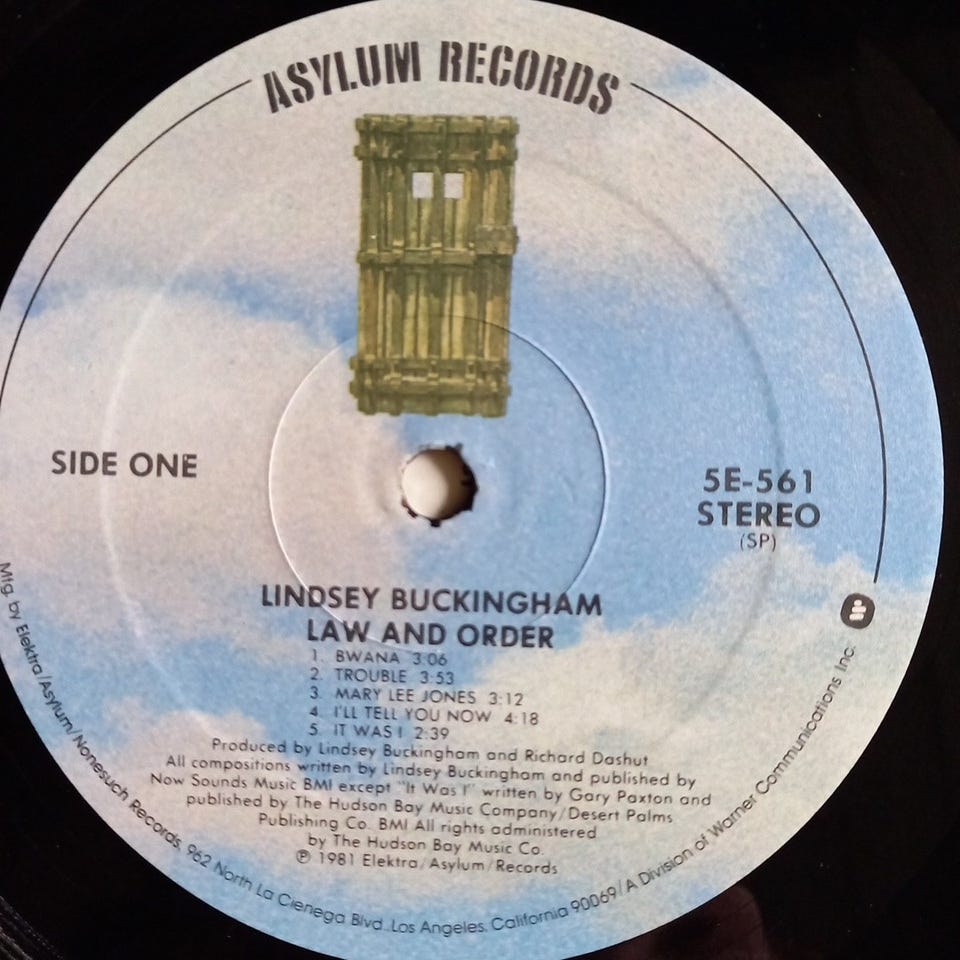 ASYLUM RECORDS
SIDE ONE
5E-561
STEREO
(SP)
LINDSEY BUCKINGHAM
LAW AND ORDER
1. BWANA 3:06
2. TROUBLE 3:53
3. MARY LEE JONES 3:12
4. I'LL TELL YOU NOW 4:18
5. IT WAS I 2:39
Produced by Lindsey Buckingham and Richard Dashut
All compositions written by Lindsey Buckingham and published by
Now Sounds Music BMI except "It Was I" written by Gary Paxton and
published by The Hudson Bay Music Company/Desert Palms
Publishing Co. BMI All rights administered
by The Hudson Bay Music Co.
℗ 1981 Elektra/Asylum/Records
Mfg. by Elektra/Asylum/Nonesuch Records, 962 North La Cienega Blvd., Los Angeles, California 90069/A Division of Warner Communications Inc.